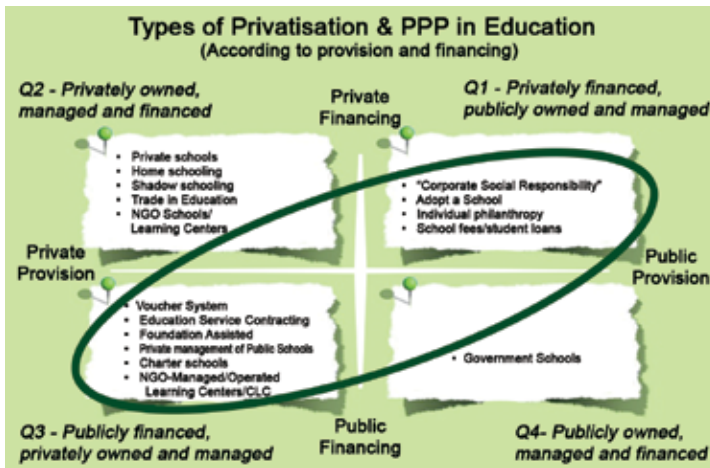 Types of Privatisation & PPP in Education
(According to provision and financing)
Q2 - Privately owned,
managed and financed
Private
Financing
Q1 - Privately financed,
publicly owned and managed
• Private schools
• Home schooling
• Shadow schooling
• Trade in Education
• NGO Schools/
Learning Centers
• "Corporate Social Responsibility"
• Adopt a School
• Individual philanthropy
• School fees/student loans
Private
Provision
Public
Provision
• Voucher System
• Education Service Contracting
• Foundation Assisted
• Private management of Public Schools
• Charter schools
• NGO-Managed/Operated
Learning Centers/CLC
• Government Schools
Q3 - Publicly financed,
privately owned and managed
Public
Financing
Q4- Publicly owned,
managed and financed